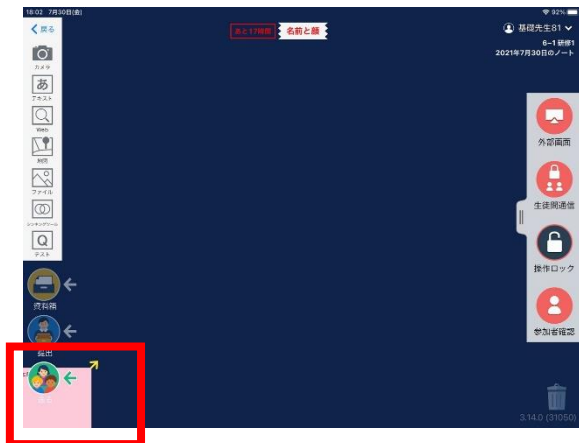 18:02 7月30日(金)
92%
戻る
あと17時間
名前と顔
基礎先生81
6-1 研修1
2021年7月30日のノート
カメラ
あ
テキスト
Web
地図
ファイル
シンキングツール
Q
テスト
資料箱
提出
送る
外部画面
生徒間通信
操作ロック
参加者確認
3.14.0 (31050)